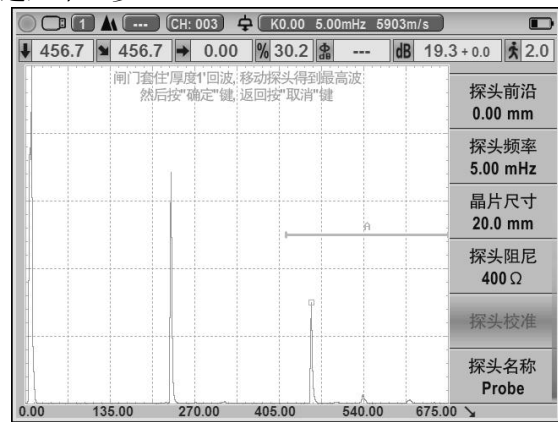 1 --- CH: 003 K0.00 5.00mHz 5903m/s
456.7 456.7 0.00 % 30.2 dB --- dB 19.3 + 0.0 2.0
闸门套住'厚度1'回波, 移动探头得到最高波
然后按"确定"键, 返回按"取消"键
A
探头前沿
0.00 mm
探头频率
5.00 mHz
晶片尺寸
20.0 mm
探头阻尼
400 Ω
探头校准
探头名称
Probe
0.00 135.00 270.00 405.00 540.00 675.00